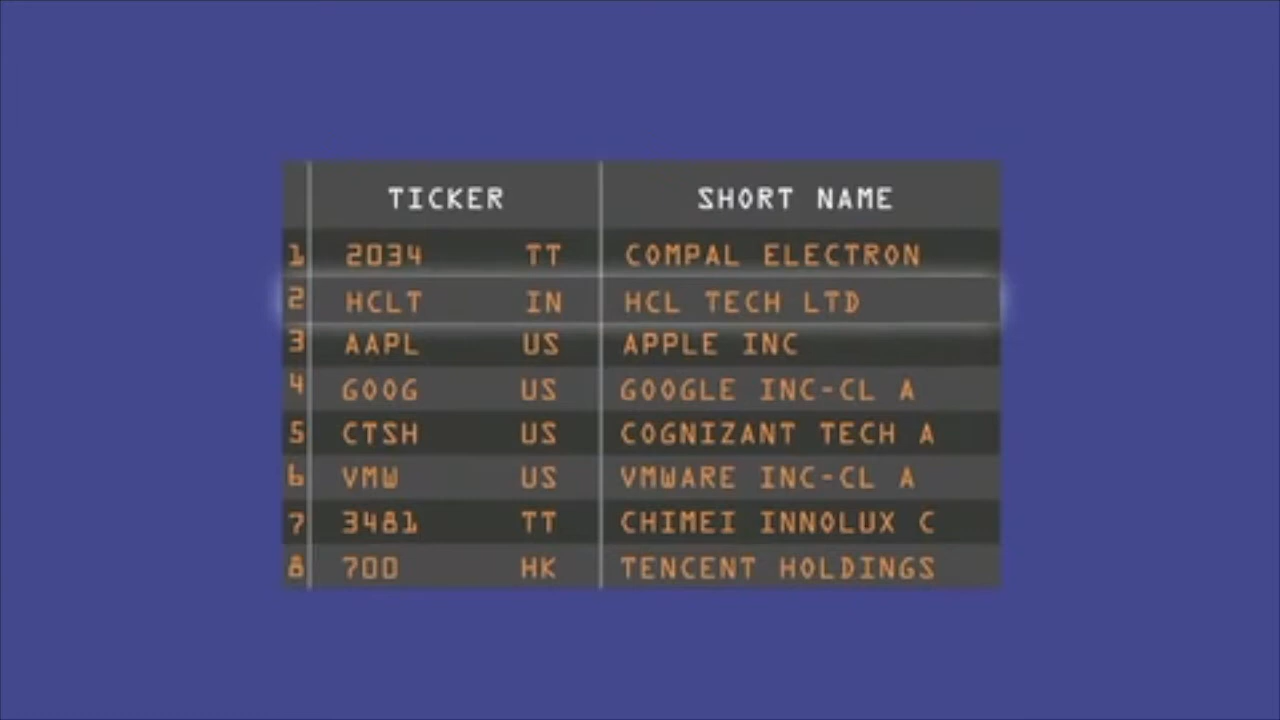 TICKER SHORT NAME
1 2034 TT COMPAL ELECTRON
2 HCLT IN HCL TECH LTD
3 AAPL US APPLE INC
4 GOOG US GOOGLE INC-CL A
5 CTSH US COGNIZANT TECH A
6 VMW US VMWARE INC-CL A
7 3481 TT CHIMEI INNOLUX C
8 700 HK TENCENT HOLDINGS